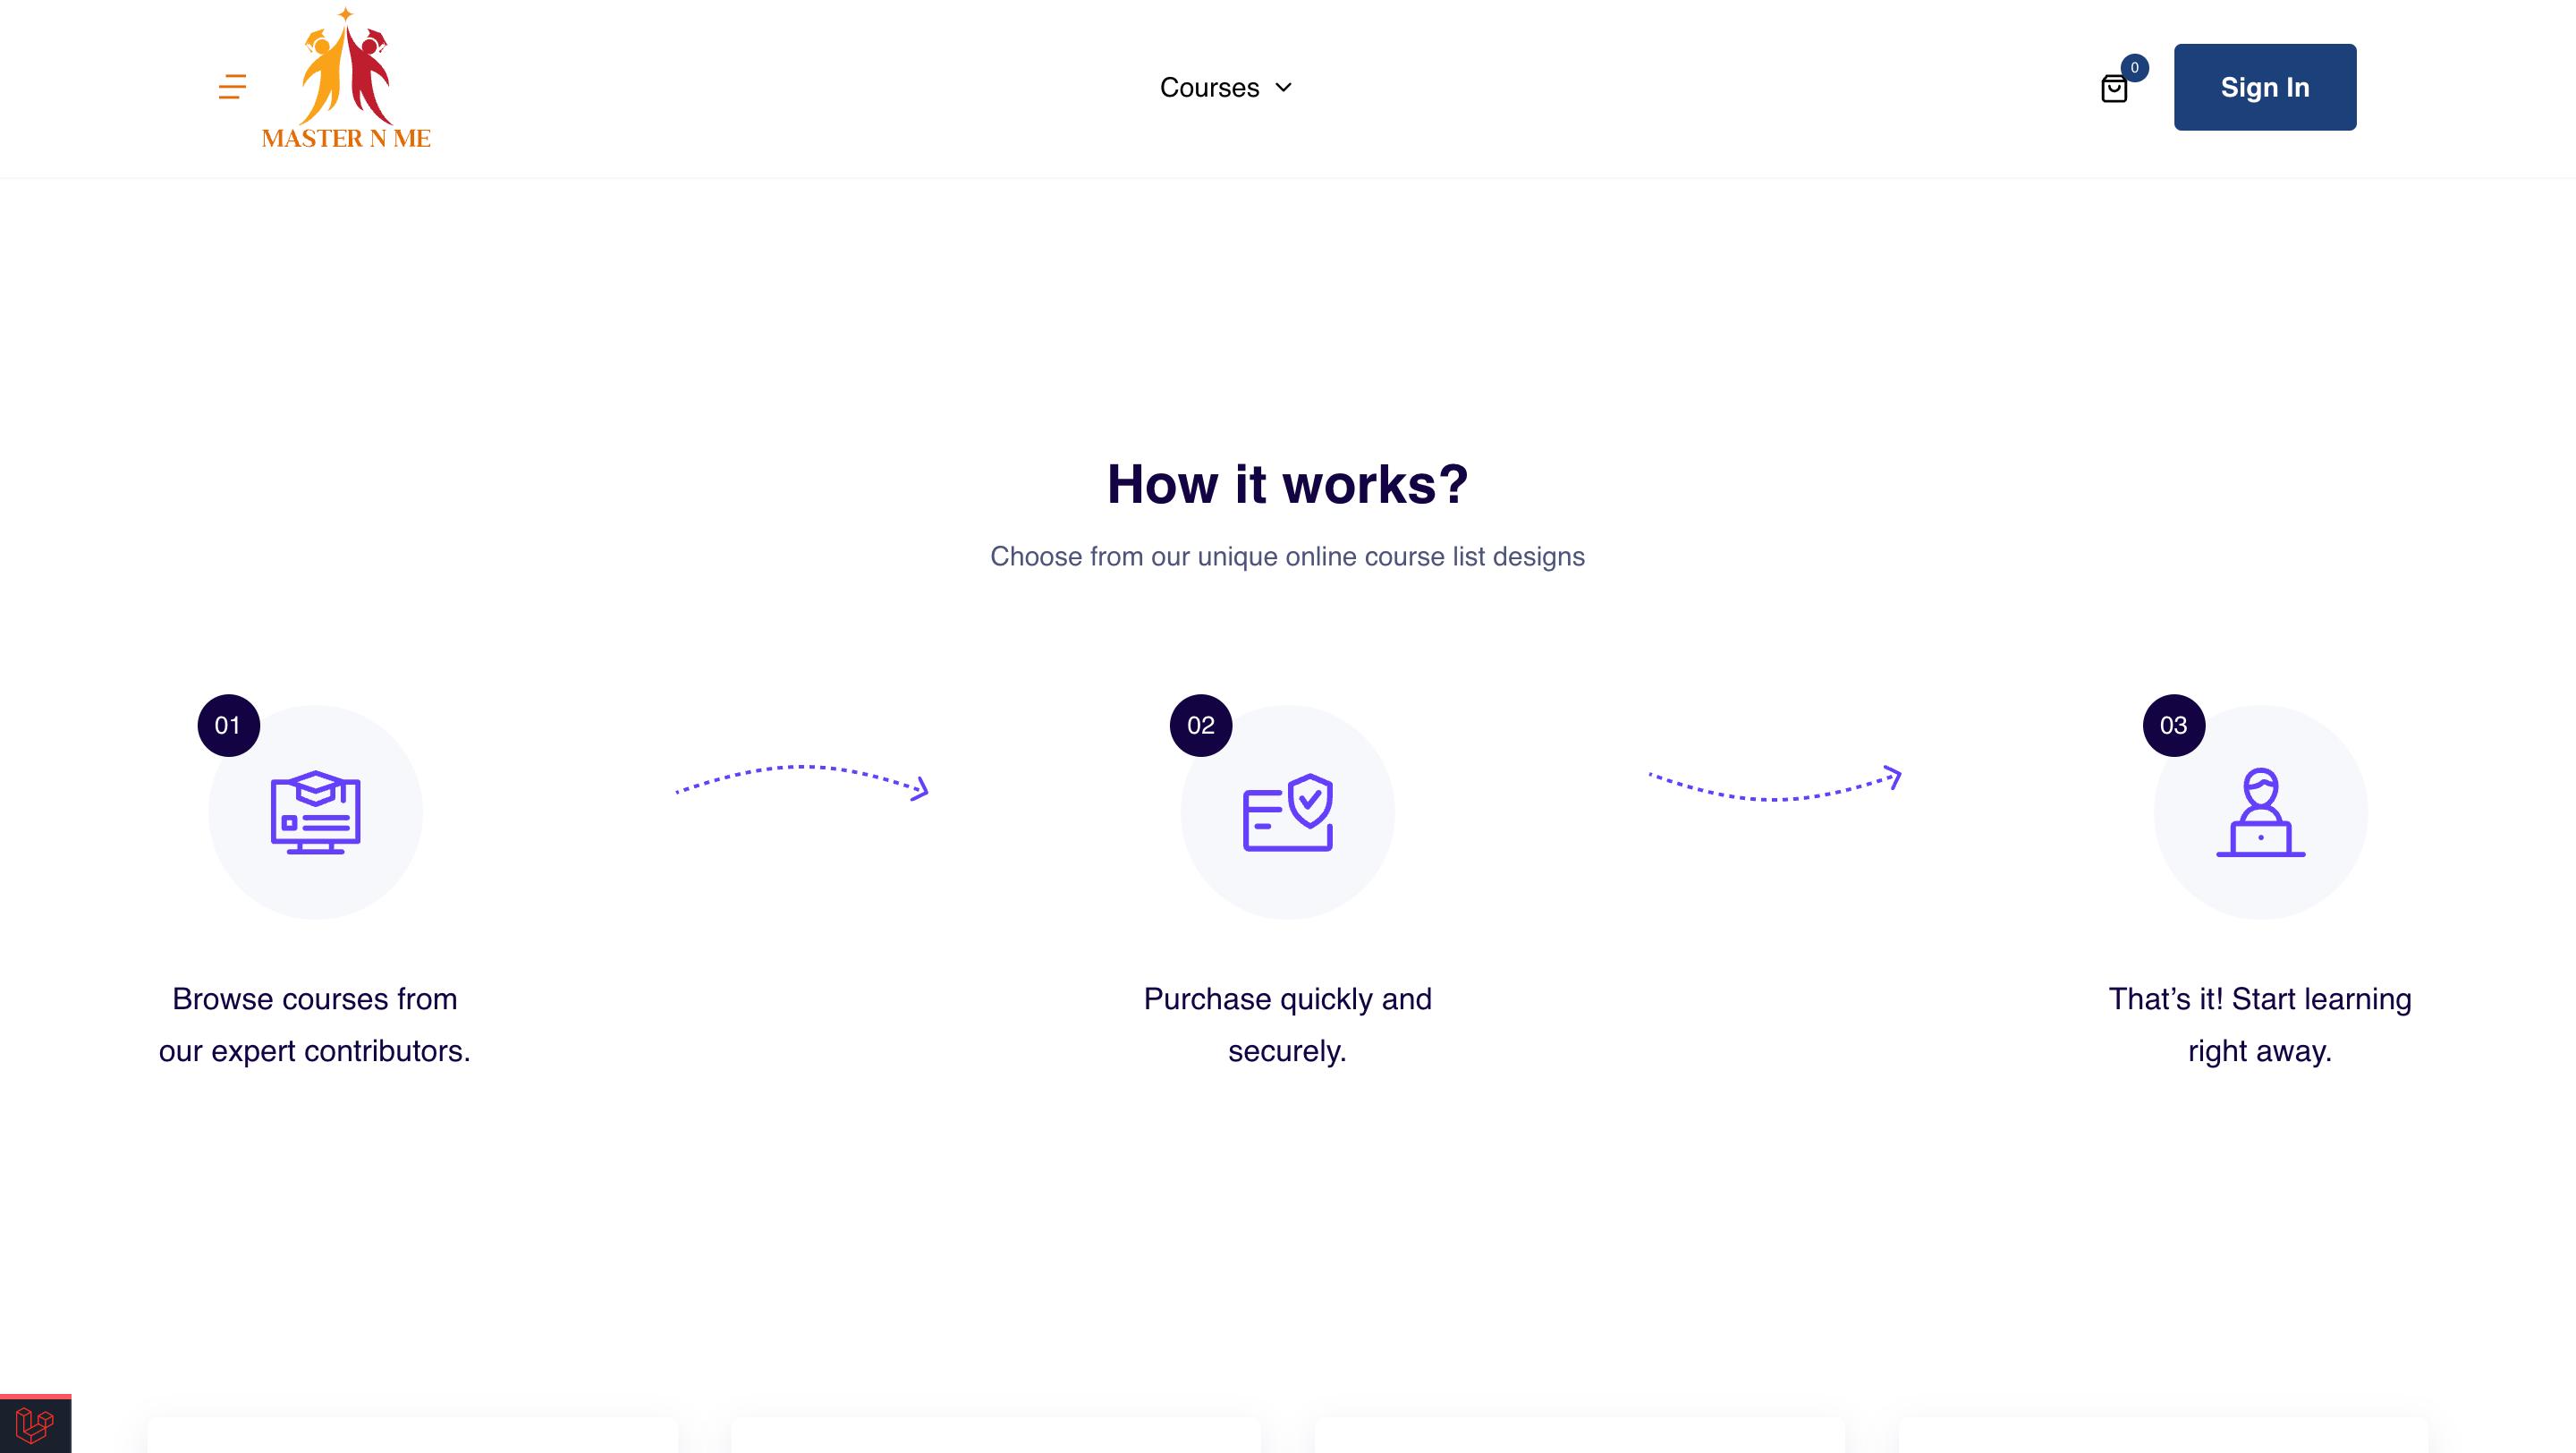 MASTER N ME
Courses
0
Sign In
How it works?
Choose from our unique online course list designs
01
02
03
Browse courses from
our expert contributors.
Purchase quickly and
securely.
That’s it! Start learning
right away.